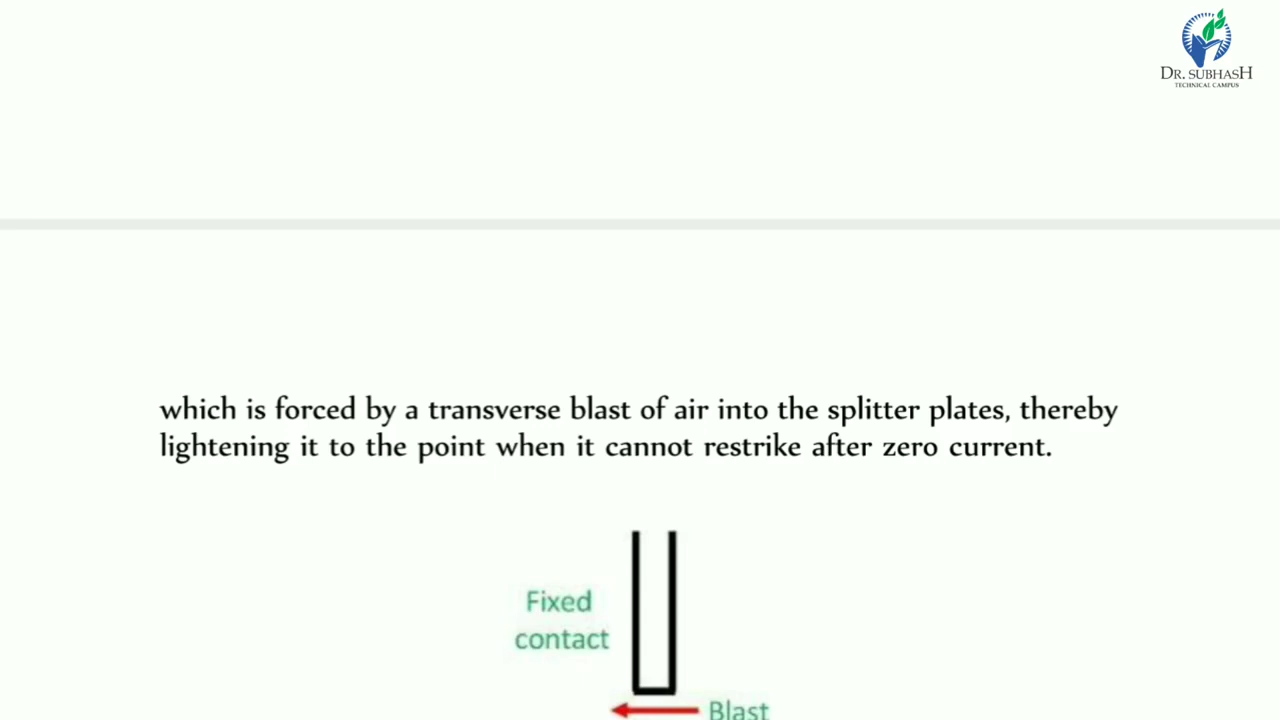 DR. SUBHASH
TECHNICAL CAMPUS
which is forced by a transverse blast of air into the splitter plates, thereby
lightening it to the point when it cannot restrike after zero current.
Fixed
contact
Blast